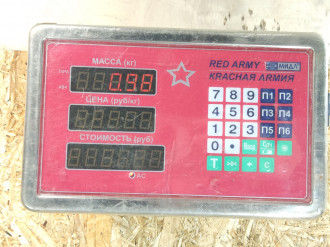 МАССА (кг)
0.58
ЦЕНА (руб/кг)
СТОИМОСТЬ (руб)
RED ARMY МИДЛ
КРАСНАЯ АРМИЯ
7 8 9 П1 П2
4 5 6 П3 П4
1 2 3 П5 П6
0
Т С